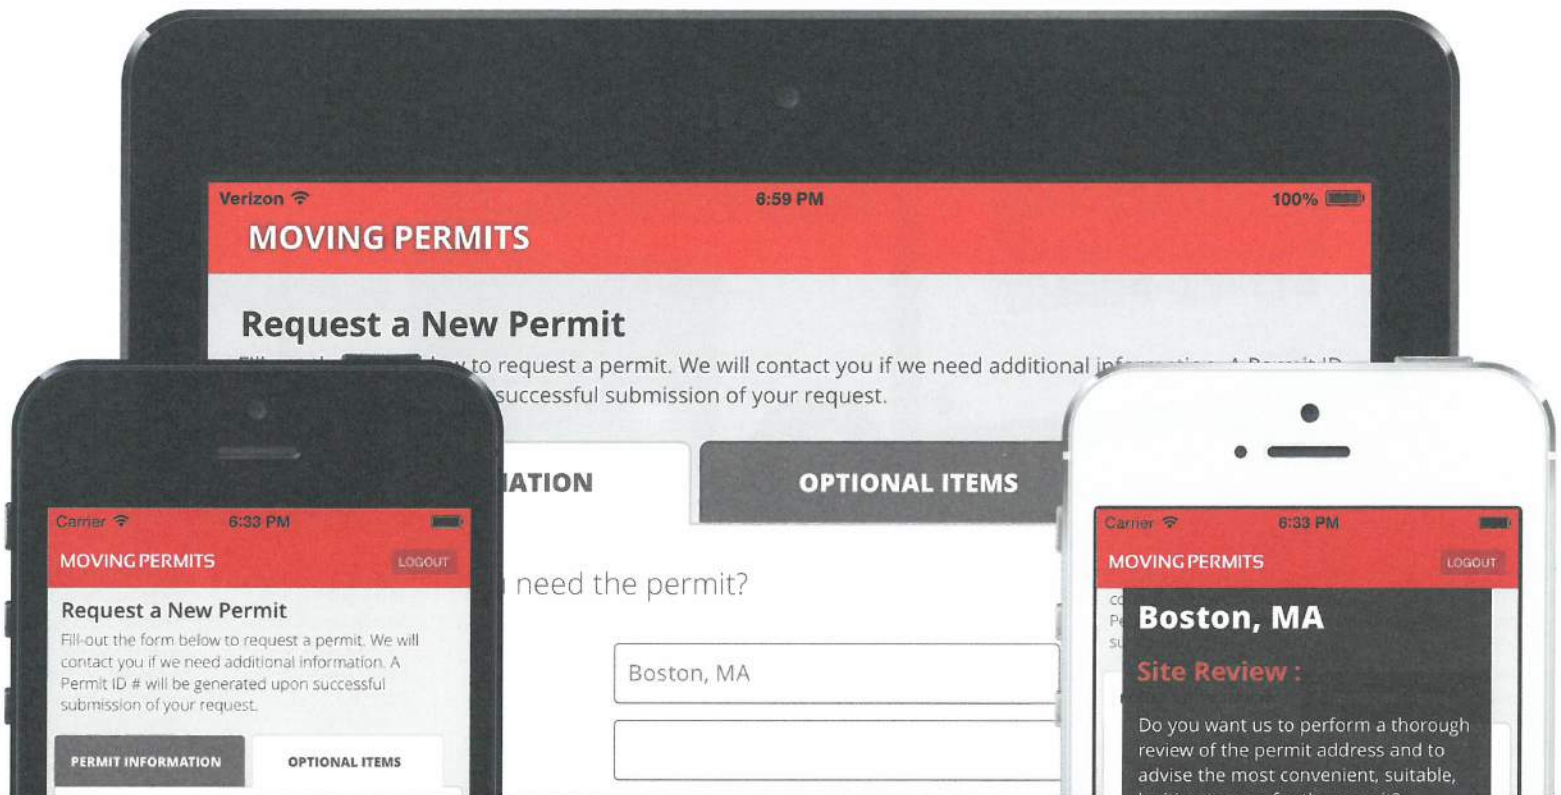 Verizon 6:59 PM 100%
MOVING PERMITS
Request a New Permit
to request a permit. We will contact you if we need additional
successful submission of your request.
OPTIONAL ITEMS
need the permit?
Boston, MA
Carrier 6:33 PM
MOVING PERMITS LOGOUT
Request a New Permit
Fill-out the form below to request a permit. We will
contact you if we need additional information. A
Permit ID # will be generated upon successful
submission of your request.
PERMIT INFORMATION OPTIONAL ITEMS
Carrier 6:33 PM
MOVING PERMITS LOGOUT
Boston, MA
Site Review :
Do you want us to perform a thorough
review of the permit address and to
advise the most convenient, suitable,